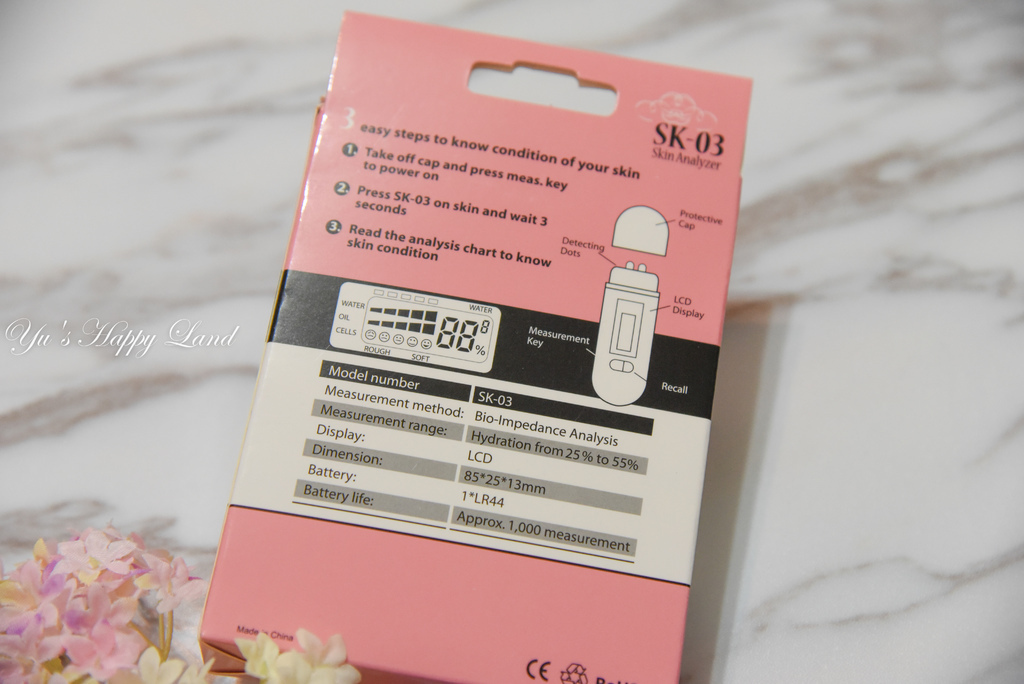 SK-03
Skin Analyzer
3 easy steps to know condition of your skin
1. Take off cap and press meas. key
to power on
2. Press SK-03 on skin and wait 3
seconds
3. Read the analysis chart to know
skin condition
Protective
Cap
Detecting
Dots
LCD
Display
Measurement
Key
Recall
WATER
WATER
OIL
CELLS
88 8
%
ROUGH SOFT
Model number SK-03
Measurement method: Bio-Impedance Analysis
Measurement range: Hydration from 25% to 55%
Display: LCD
Dimension: 85*25*13mm
Battery: 1*LR44
Battery life: Approx. 1,000 measurement
Made in China
CE
Yu's Happy Land